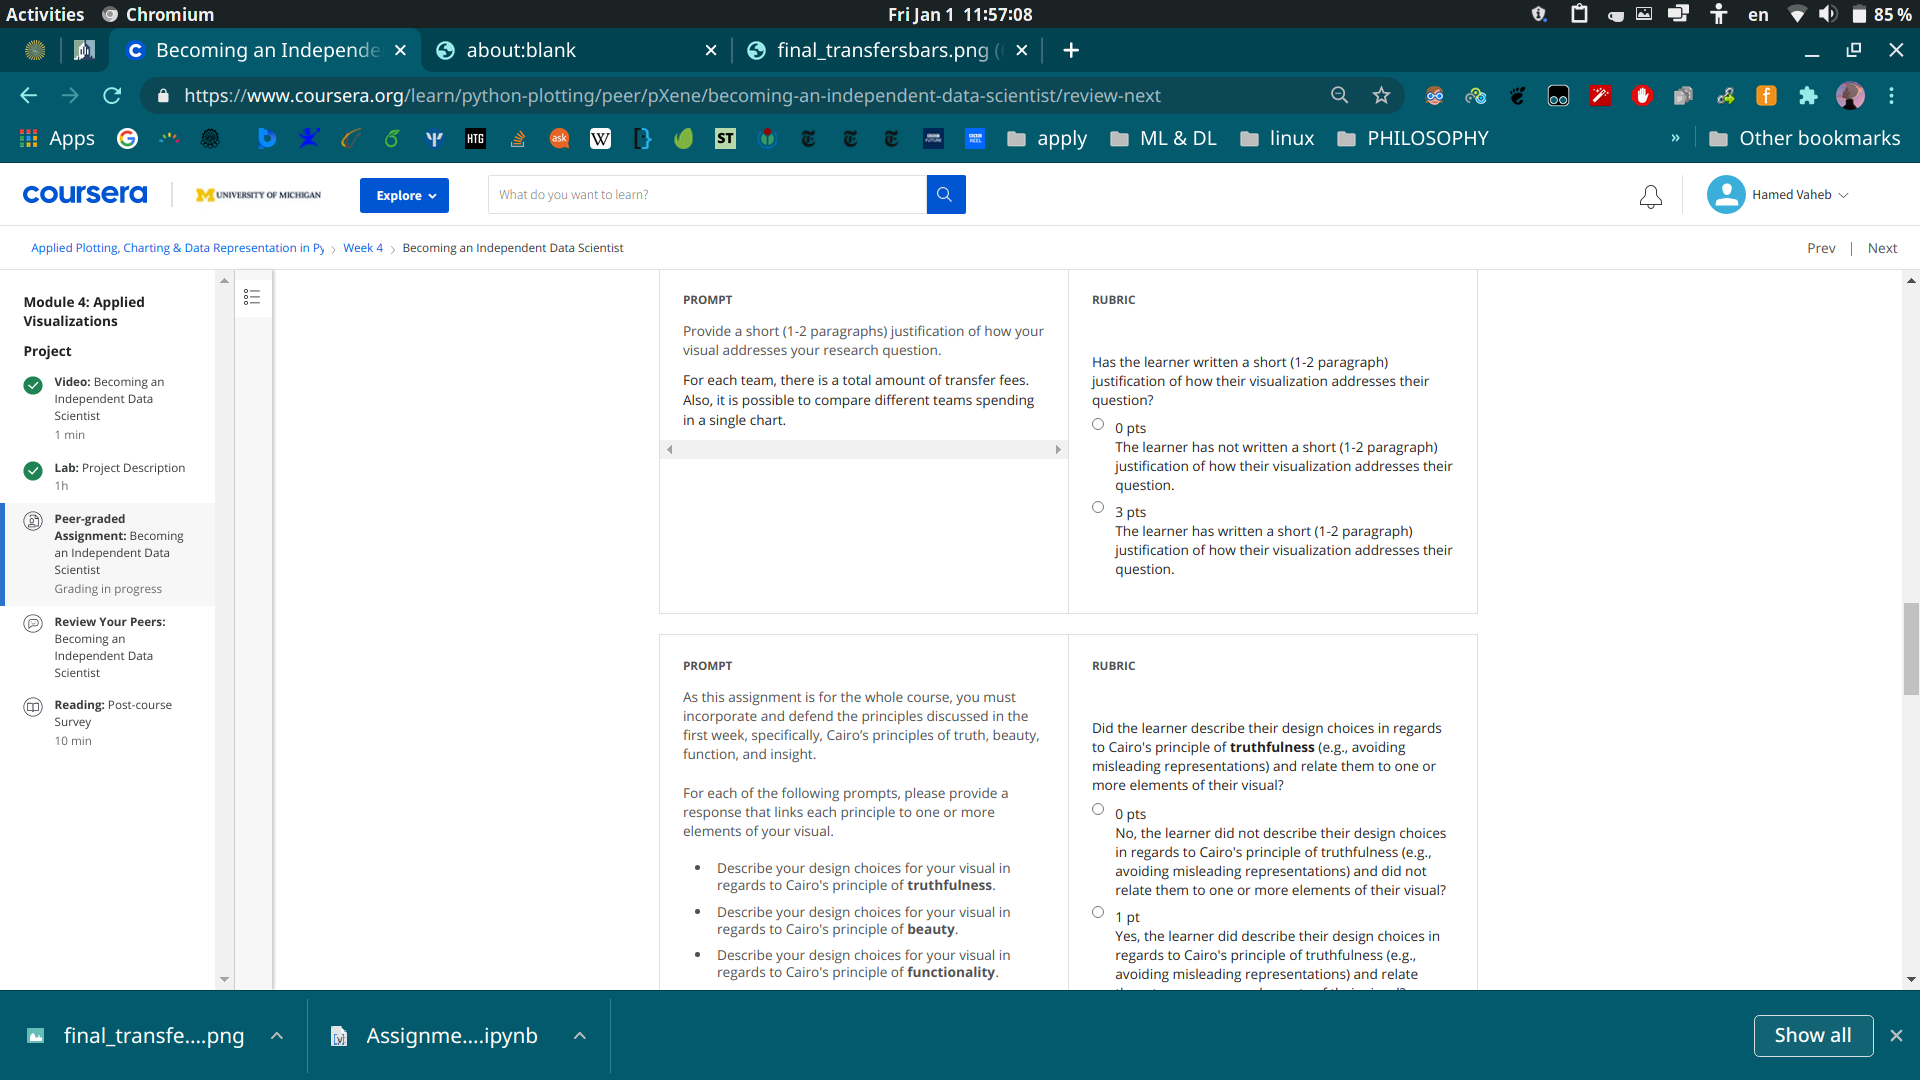 Activities Chromium Fri Jan 1 11:57:08 en 85 %
Becoming an Independe about:blank final_transfersbars.png (
https://www.coursera.org/learn/python-plotting/peer/pXene/becoming-an-independent-data-scientist/review-next
Apps HTG ask W ST apply ML & DL linux PHILOSOPHY » Other bookmarks
coursera M UNIVERSITY OF MICHIGAN Explore What do you want to learn? Hamed Vaheb
Applied Plotting, Charting & Data Representation in Py Week 4 Becoming an Independent Data Scientist Prev | Next
Module 4: Applied
Visualizations
Project
Video: Becoming an
Independent Data
Scientist
1 min
Lab: Project Description
1h
Peer-graded
Assignment: Becoming
an Independent Data
Scientist
Grading in progress
Review Your Peers:
Becoming an
Independent Data
Scientist
Reading: Post-course
Survey
10 min
PROMPT
Provide a short (1-2 paragraphs) justification of how your
visual addresses your research question.
For each team, there is a total amount of transfer fees.
Also, it is possible to compare different teams spending
in a single chart.
RUBRIC
Has the learner written a short (1-2 paragraph)
justification of how their visualization addresses their
question?
0 pts
The learner has not written a short (1-2 paragraph)
justification of how their visualization addresses their
question.
3 pts
The learner has written a short (1-2 paragraph)
justification of how their visualization addresses their
question.
PROMPT
As this assignment is for the whole course, you must
incorporate and defend the principles discussed in the
first week, specifically, Cairo’s principles of truth, beauty,
function, and insight.
For each of the following prompts, please provide a
response that links each principle to one or more
elements of your visual.
• Describe your design choices for your visual in
regards to Cairo's principle of truthfulness.
• Describe your design choices for your visual in
regards to Cairo's principle of beauty.
• Describe your design choices for your visual in
regards to Cairo's principle of functionality.
RUBRIC
Did the learner describe their design choices in regards
to Cairo's principle of truthfulness (e.g., avoiding
misleading representations) and relate them to one or
more elements of their visual?
0 pts
No, the learner did not describe their design choices
in regards to Cairo's principle of truthfulness (e.g.,
avoiding misleading representations) and did not
relate them to one or more elements of their visual?
1 pt
Yes, the learner did describe their design choices in
regards to Cairo's principle of truthfulness (e.g.,
avoiding misleading representations) and relate
final_transfe....png Assignme....ipynb Show all